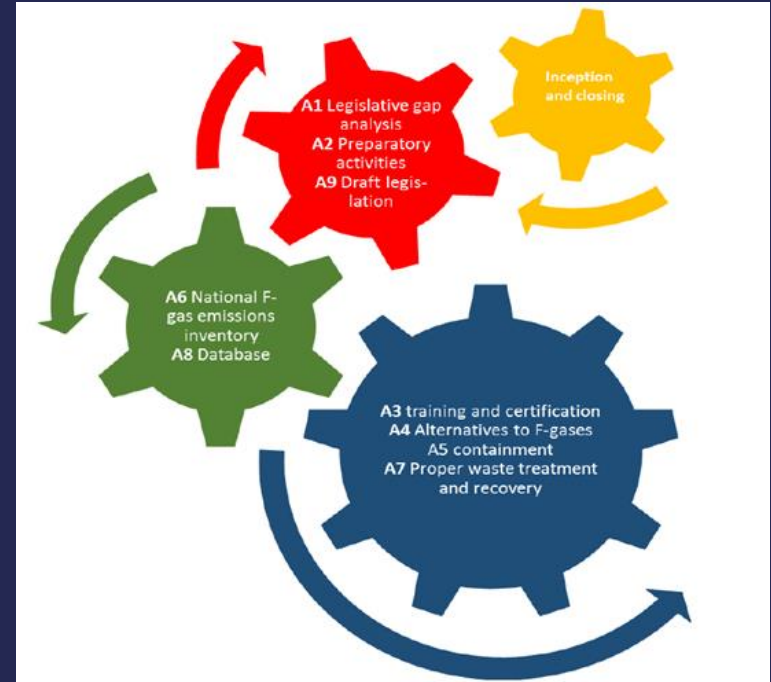 A1 Legislative gap
analysis
A2 Preparatory
activities
A9 Draft legis-
lation
Inception
and closing
A6 National F-
gas emissions
inventory
A8 Database
A3 training and certification
A4 Alternatives to F-gases
A5 containment
A7 Proper waste treatment
and recovery